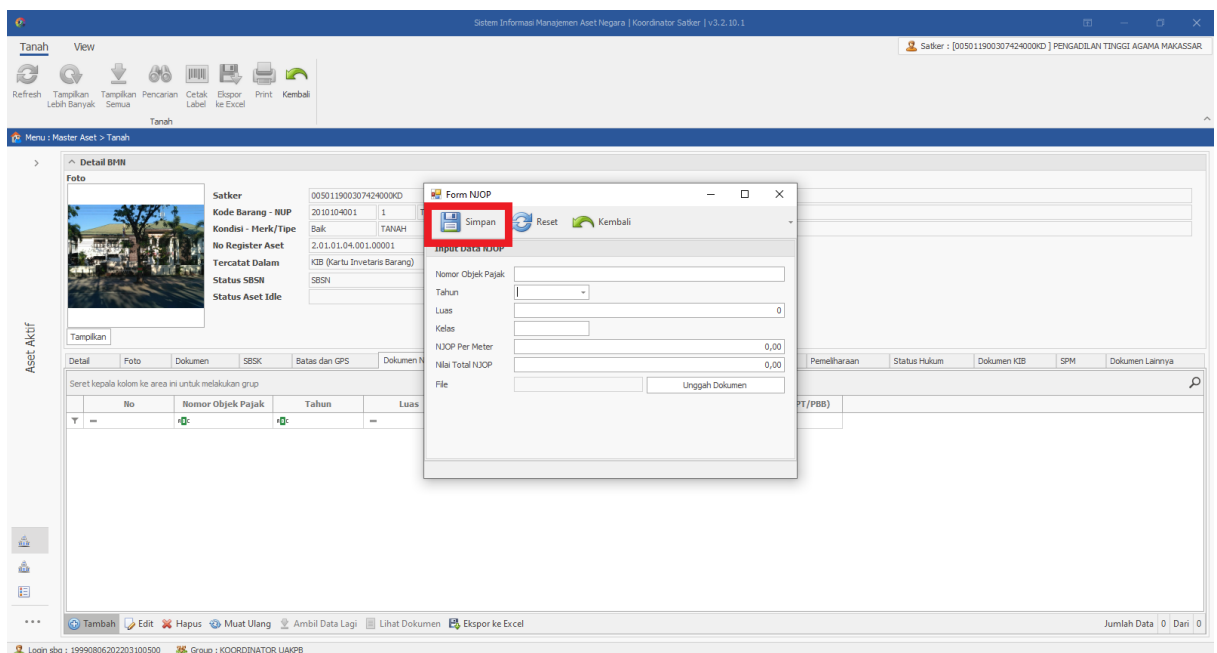 Sistem Informasi Manajemen Aset Negara | Koordinator Satker | v3.2.10.1
Tanah View
Satker : [005011900307424000KD ] PENGADILAN TINGGI AGAMA MAKASSAR
Refresh Tampilkan Lebih Banyak Tampilkan Semua Pencarian Cetak Label Ekspor ke Excel Print Kembali
Tanah
Menu : Master Aset > Tanah
Detail BMN
Foto
Satker 005011900307424000KD
Kode Barang - NUP 2010104001 1
Kondisi - Merk/Tipe Baik TANAH
No Register Aset 2.01.01.04.001.00001
Tercatat Dalam KIB (Kartu Invetaris Barang)
Status SBSN SBSN
Status Aset Idle
Tampilkan
Aset Aktif
Form NJOP
Simpan Reset Kembali
Input Data NJOP
Nomor Objek Pajak
Tahun
Luas 0
Kelas
NJOP Per Meter 0,00
Nilai Total NJOP 0,00
File Unggah Dokumen
Detail Foto Dokumen SBSK Batas dan GPS Dokumen N Pemeliharaan Status Hukum Dokumen KIB SPM Dokumen Lainnya
Seret kepala kolom ke area ini untuk melakukan grup
No Nomor Objek Pajak Tahun Luas PT/PBB)
Tambah Edit Hapus Muat Ulang Ambil Data Lagi Lihat Dokumen Ekspor ke Excel Jumlah Data 0 Dari 0
Login sbg : 199908062022031005​00 Group : KOORDINATOR UAKPB